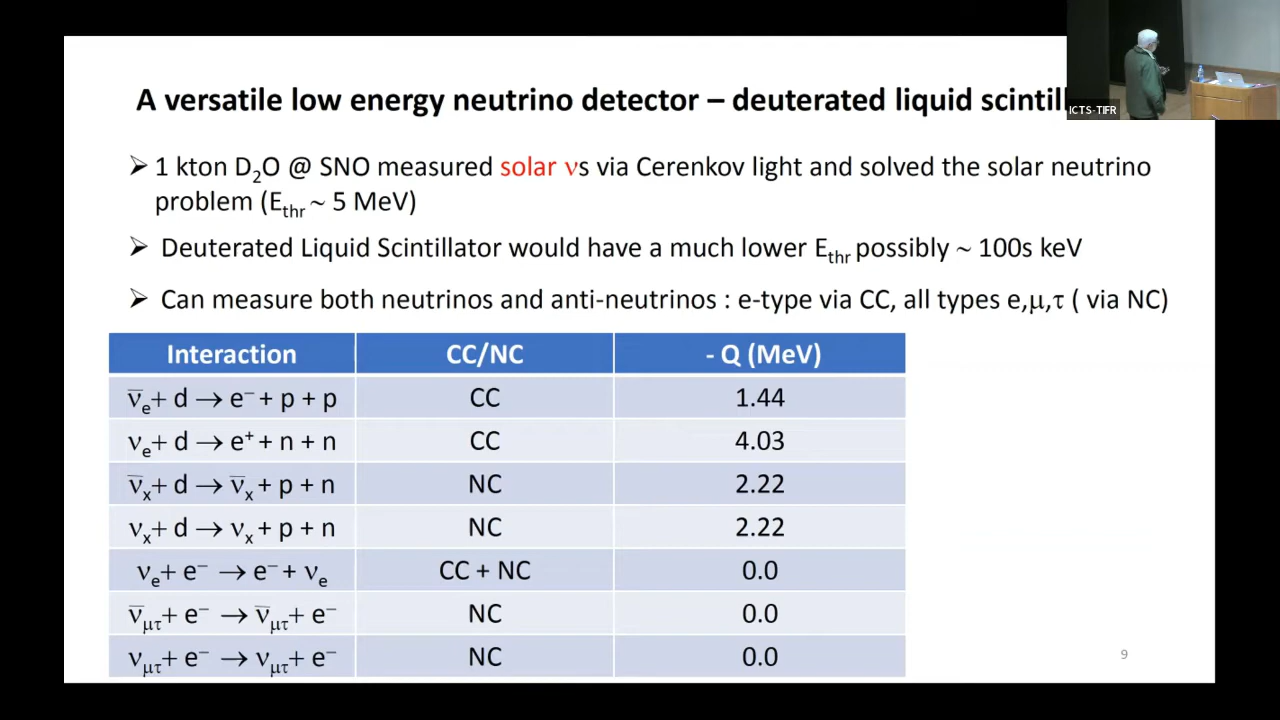 A versatile low energy neutrino detector – deuterated liquid scintill
ICTS-TIFR
➢ 1 kton D₂O @ SNO measured solar νs via Cerenkov light and solved the solar neutrino
problem (Eₜₕᵣ ~ 5 MeV)
➢ Deuterated Liquid Scintillator would have a much lower Eₜₕᵣ possibly ~ 100s keV
➢ Can measure both neutrinos and anti-neutrinos : e-type via CC, all types e,μ,τ ( via NC)
Interaction CC/NC - Q (MeV)
ν̅ₑ+ d → e⁻ + p + p CC 1.44
νₑ+ d → e⁺ + n + n CC 4.03
ν̅ₓ+ d → ν̅ₓ + p + n NC 2.22
νₓ+ d → νₓ + p + n NC 2.22
νₑ+ e⁻ → e⁻ + νₑ CC + NC 0.0
ν̅μτ+ e⁻ → ν̅μτ+ e⁻ NC 0.0
νμτ+ e⁻ → νμτ+ e⁻ NC 0.0
9